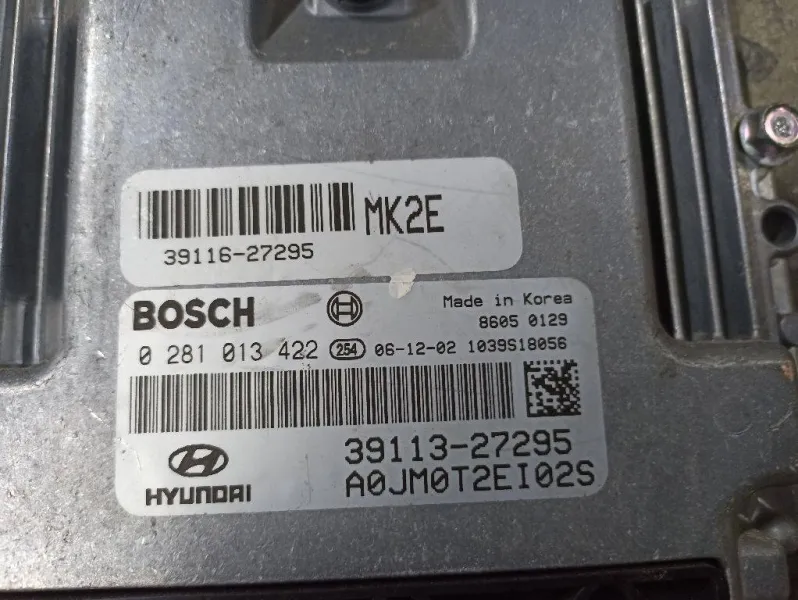 MK2E
39116-27295
BOSCH
Made in Korea
8605 0129
0 281 013 422 254 06-12-02 1039S18056
39113-27295
HYUNDAI
A0JM0T2EI02S